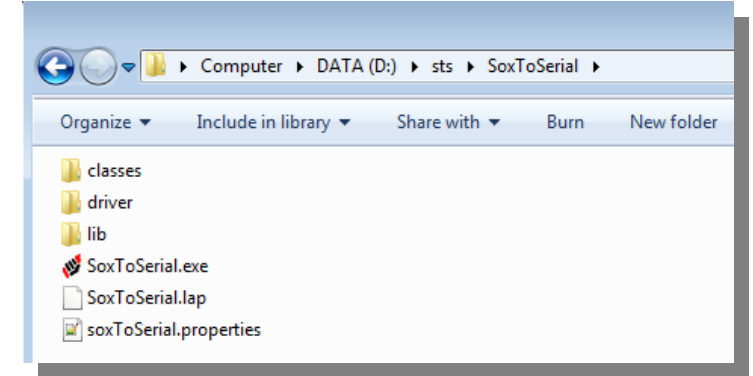 Computer DATA (D:) sts SoxToSerial
Organize Include in library Share with Burn New folder
classes
driver
lib
SoxToSerial.exe
SoxToSerial.lap
soxToSerial.properties